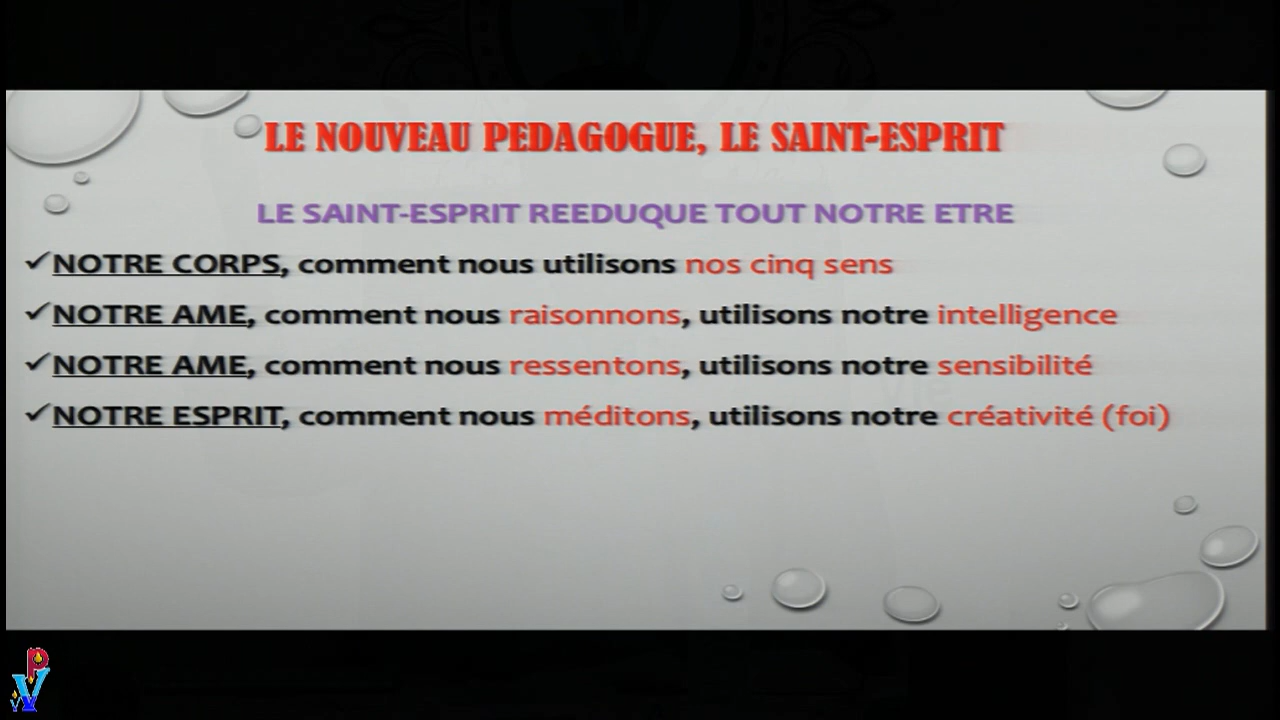 LE NOUVEAU PEDAGOGUE, LE SAINT-ESPRIT
LE SAINT-ESPRIT REEDUQUE TOUT NOTRE ETRE
✓NOTRE CORPS, comment nous utilisons nos cinq sens
✓NOTRE AME, comment nous raisonnons, utilisons notre intelligence
✓NOTRE AME, comment nous ressentons, utilisons notre sensibilité
✓NOTRE ESPRIT, comment nous méditons, utilisons notre créativité (foi)